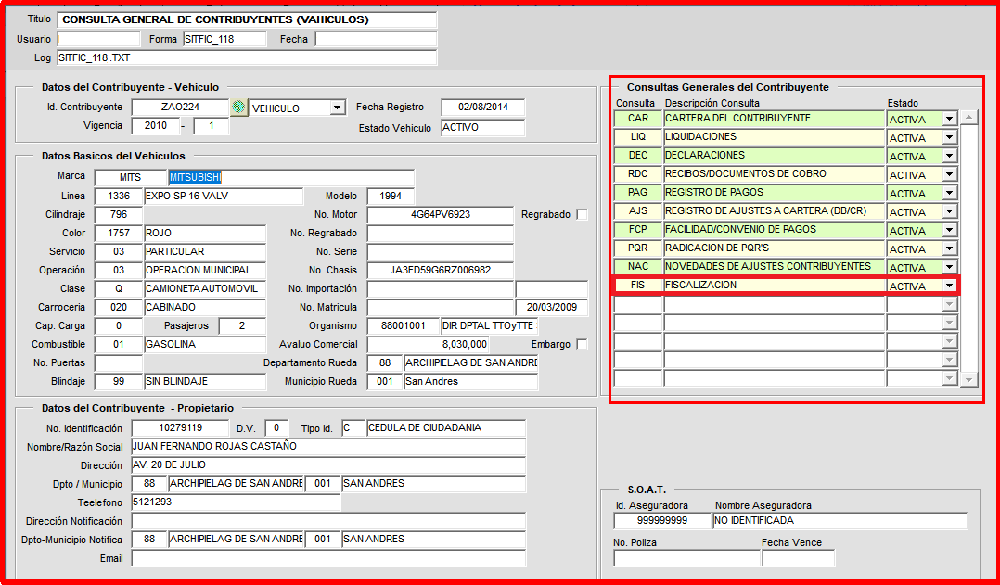 Titulo CONSULTA GENERAL DE CONTRIBUYENTES (VAHICULOS)
Usuario Forma SITFIC_118 Fecha
Log SITFIC_118.TXT
Datos del Contribuyente - Vehiculo
Id. Contribuyente ZAO224 VEHICULO Fecha Registro 02/08/2014
Vigencia 2010 - 1 Estado Vehiculo ACTIVO
Datos Basicos del Vehiculos
Marca MITS MITSUBISHI
Linea 1336 EXPO SP 16 VALV Modelo 1994
Cilindraje 796 No. Motor 4G64PV6923 Regrabado
Color 1757 ROJO No. Regrabado
Servicio 03 PARTICULAR No. Serie
Operación 03 OPERACION MUNICIPAL No. Chasis JA3ED59G6RZ006982
Clase Q CAMIONETA AUTOMOVIL No. Importación
Carroceria 020 CABINADO No. Matricula 20/03/2009
Cap. Carga 0 Pasajeros 2 Organismo 88001001 DIR DPTAL TTOyTTE
Combustible 01 GASOLINA Avaluo Comercial 8,030,000 Embargo
No. Puertas Departamento Rueda 88 ARCHIPIELAG DE SAN ANDRE
Blindaje 99 SIN BLINDAJE Municipio Rueda 001 San Andres
Datos del Contribuyente - Propietario
No. Identificación 10279119 D.V. 0 Tipo Id. C CEDULA DE CIUDADANIA
Nombre/Razón Social JUAN FERNANDO ROJAS CASTAÑO
Dirección AV. 20 DE JULIO
Dpto / Municipio 88 ARCHIPIELAG DE SAN ANDRE 001 SAN ANDRES
Teelefono 5121293
Dirección Notificación
Dpto-Municipio Notifica 88 ARCHIPIELAG DE SAN ANDRE 001 SAN ANDRES
Email
Consultas Generales del Contribuyente
Consulta Descripción Consulta Estado
CAR CARTERA DEL CONTRIBUYENTE ACTIVA
LIQ LIQUIDACIONES ACTIVA
DEC DECLARACIONES ACTIVA
RDC RECIBOS/DOCUMENTOS DE COBRO ACTIVA
PAG REGISTRO DE PAGOS ACTIVA
AJS REGISTRO DE AJUSTES A CARTERA (DB/CR) ACTIVA
FCP FACILIDAD/CONVENIO DE PAGOS ACTIVA
PQR RADICACION DE PQR'S ACTIVA
NAC NOVEDADES DE AJUSTES CONTRIBUYENTES ACTIVA
FIS FISCALIZACION ACTIVA
S.O.A.T.
Id. Aseguradora Nombre Aseguradora
999999999 NO IDENTIFICADA
No. Poliza Fecha Vence